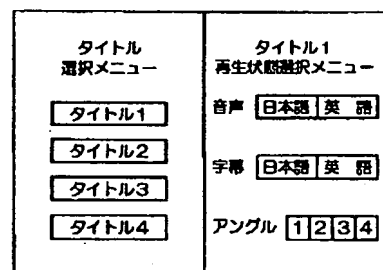 タイトル
選択メニュー
タイトル1
タイトル2
タイトル3
タイトル4
タイトル1
再生状態選択メニュー
音声 日本語 英 語
字幕 日本語 英 語
アングル 1 2 3 4